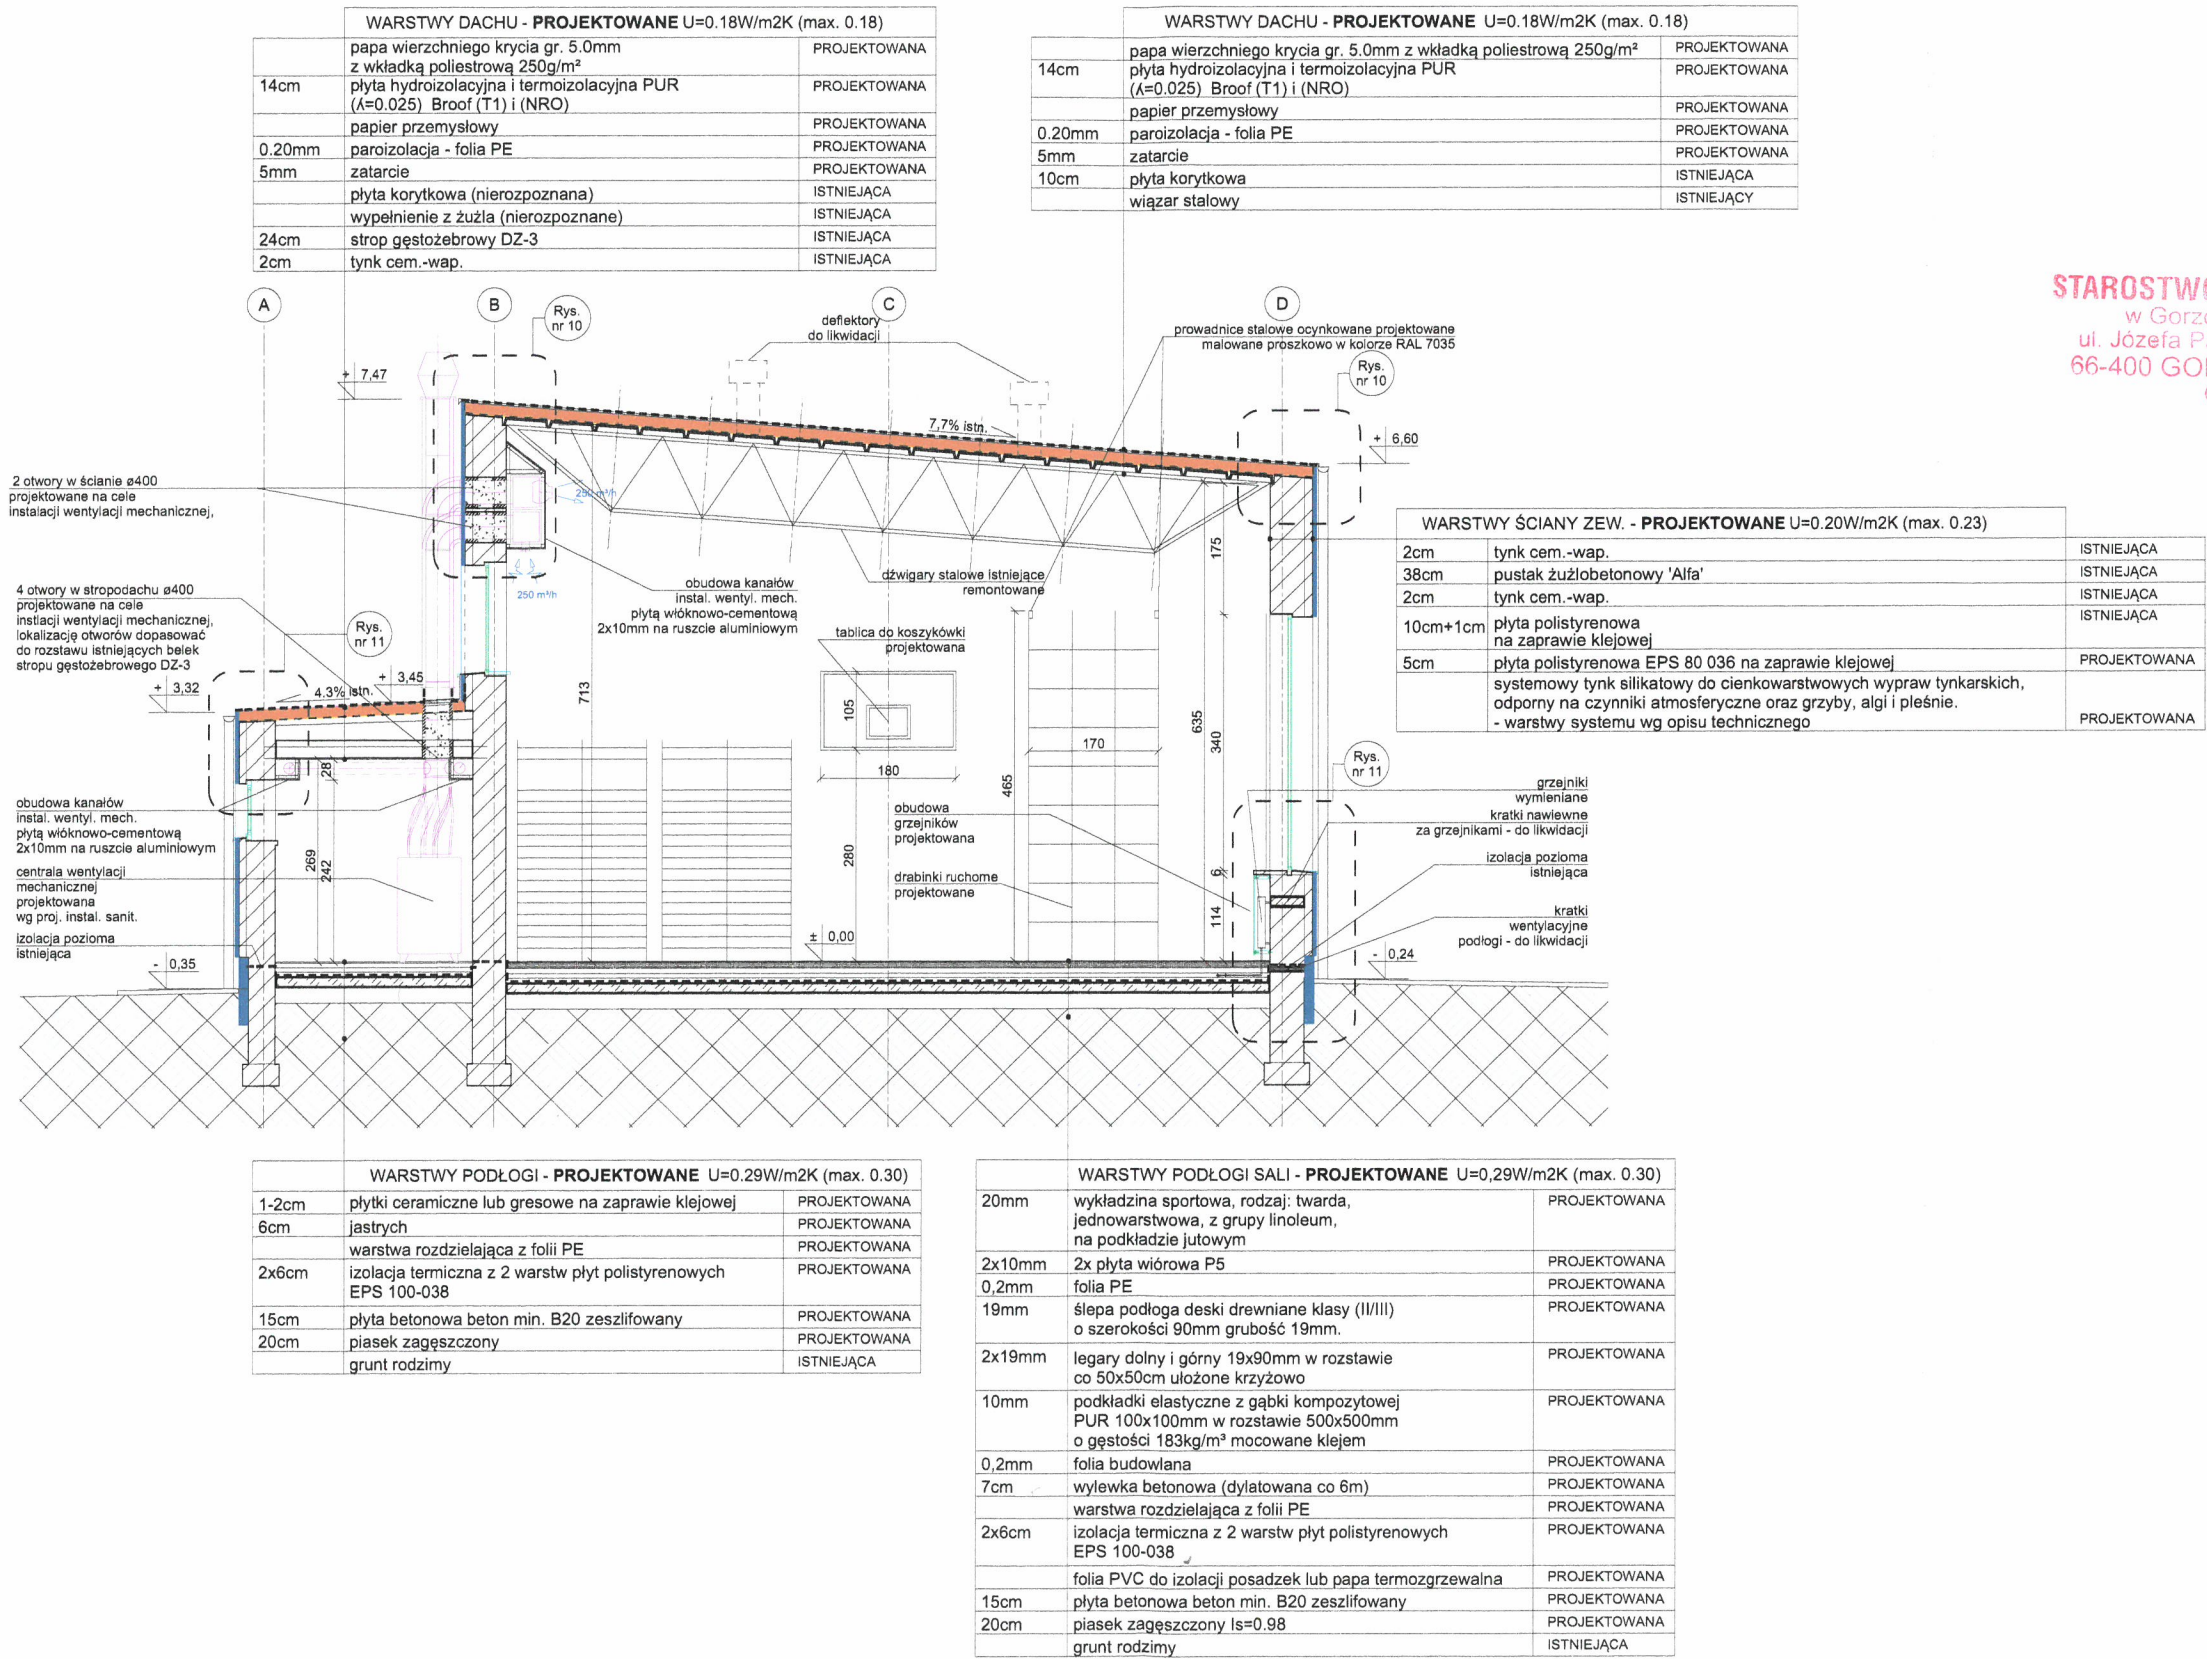 WARSTWY DACHU - PROJEKTOWANE U=0.18W/m2K (max. 0.18)
papa wierzchniego krycia gr. 5.0mm PROJEKTOWANA
z wkładką poliestrową 250g/m²
14cm płyta hydroizolacyjna i termoizolacyjna PUR PROJEKTOWANA
(ʎ=0.025) Broof (T1) i (NRO)
papier przemysłowy PROJEKTOWANA
0.20mm paroizolacja - folia PE PROJEKTOWANA
5mm zatarcie PROJEKTOWANA
płyta korytkowa (nierozpoznana) ISTNIEJĄCA
wypełnienie z żużla (nierozpoznane) ISTNIEJĄCA
24cm strop gęstożebrowy DZ-3 ISTNIEJĄCA
2cm tynk cem.-wap. ISTNIEJĄCA
WARSTWY DACHU - PROJEKTOWANE U=0.18W/m2K (max. 0.18)
papa wierzchniego krycia gr. 5.0mm z wkładką poliestrową 250g/m² PROJEKTOWANA
14cm płyta hydroizolacyjna i termoizolacyjna PUR PROJEKTOWANA
(ʎ=0.025) Broof (T1) i (NRO)
papier przemysłowy PROJEKTOWANA
0.20mm paroizolacja - folia PE PROJEKTOWANA
5mm zatarcie PROJEKTOWANA
10cm płyta korytkowa ISTNIEJĄCA
wiązar stalowy ISTNIEJĄCY
w Gorz
ul. Józefa
66-400
A
B
Rys.
nr 10
C
D
deflektory
do likwidacji
prowadnice stalowe ocynkowane projektowane
malowane proszkowo w kolorze RAL 7035
Rys.
nr 10
+ 7,47
7,7% istn.
+ 6,60
2 otwory w ścianie ø400
projektowane na cele
instalacji wentylacji mechanicznej,
250 m³/h
250 m³/h
175
obudowa kanałów
instal. wentyl. mech.
płytą włóknowo-cementową
2x10mm na ruszcie aluminiowym
dźwigary stalowe istniejące
remontowane
tablica do koszykówki
projektowana
4 otwory w stropodachu ø400
projektowane na cele
instlacji wentylacji mechanicznej,
lokalizację otworów dopasować
do rozstawu istniejących belek
stropu gęstożebrowego DZ-3
Rys.
nr 11
+ 3,32
4,3% istn.
+ 3,45
713
105
180
280
170
465
635
340
6
114
28
269
242
WARSTWY ŚCIANY ZEW. - PROJEKTOWANE U=0.20W/m2K (max. 0.23)
2cm tynk cem.-wap. ISTNIEJĄCA
38cm pustak żużlobetonowy 'Alfa' ISTNIEJĄCA
2cm tynk cem.-wap. ISTNIEJĄCA
10cm+1cm płyta polistyrenowa ISTNIEJĄCA
na zaprawie klejowej
5cm płyta polistyrenowa EPS 80 036 na zaprawie klejowej PROJEKTOWANA
systemowy tynk silikatowy do cienkowarstwowych wypraw tynkarskich,
odporny na czynniki atmosferyczne oraz grzyby, algi i pleśnie.
- warstwy systemu wg opisu technicznego PROJEKTOWANA
Rys.
nr 11
obudowa kanałów
instal. wentyl. mech.
płytą włóknowo-cementową
2x10mm na ruszcie aluminiowym
centrala wentylacji
mechanicznej
projektowana
wg proj. instal. sanit.
izolacja pozioma
istniejąca
- 0,35
obudowa
grzejników
projektowana
drabinki ruchome
projektowane
± 0,00
grzejniki
wymieniane
kratki nawiewne
za grzejnikami - do likwidacji
izolacja pozioma
istniejąca
kratki
wentylacyjne
podłogi - do likwidacji
- 0,24
WARSTWY PODŁOGI - PROJEKTOWANE U=0.29W/m2K (max. 0.30)
1-2cm płytki ceramiczne lub gresowe na zaprawie klejowej PROJEKTOWANA
6cm jastrych PROJEKTOWANA
warstwa rozdzielająca z folii PE PROJEKTOWANA
2x6cm izolacja termiczna z 2 warstw płyt polistyrenowych PROJEKTOWANA
EPS 100-038
15cm płyta betonowa beton min. B20 zeszlifowany PROJEKTOWANA
20cm piasek zagęszczony PROJEKTOWANA
grunt rodzimy ISTNIEJĄCA
WARSTWY PODŁOGI SALI - PROJEKTOWANE U=0,29W/m2K (max. 0.30)
20mm wykładzina sportowa, rodzaj: twarda, PROJEKTOWANA
jednowarstwowa, z grupy linoleum,
na podkładzie jutowym
2x10mm 2x płyta wiórowa P5 PROJEKTOWANA
0,2mm folia PE PROJEKTOWANA
19mm ślepa podłoga deski drewniane klasy (II/III) PROJEKTOWANA
o szerokości 90mm grubość 19mm.
2x19mm legary dolny i górny 19x90mm w rozstawie PROJEKTOWANA
co 50x50cm ułożone krzyżowo
10mm podkładki elastyczne z gąbki kompozytowej PROJEKTOWANA
PUR 100x100mm w rozstawie 500x500mm
o gęstości 183kg/m³ mocowane klejem
0,2mm folia budowlana PROJEKTOWANA
7cm wylewka betonowa (dylatowana co 6m) PROJEKTOWANA
warstwa rozdzielająca z folii PE PROJEKTOWANA
2x6cm izolacja termiczna z 2 warstw płyt polistyrenowych PROJEKTOWANA
EPS 100-038
folia PVC do izolacji posadzek lub papa termozgrzewalna PROJEKTOWANA
15cm płyta betonowa beton min. B20 zeszlifowany PROJEKTOWANA
20cm piasek zagęszczony Is=0.98 PROJEKTOWANA
grunt rodzimy ISTNIEJĄCA